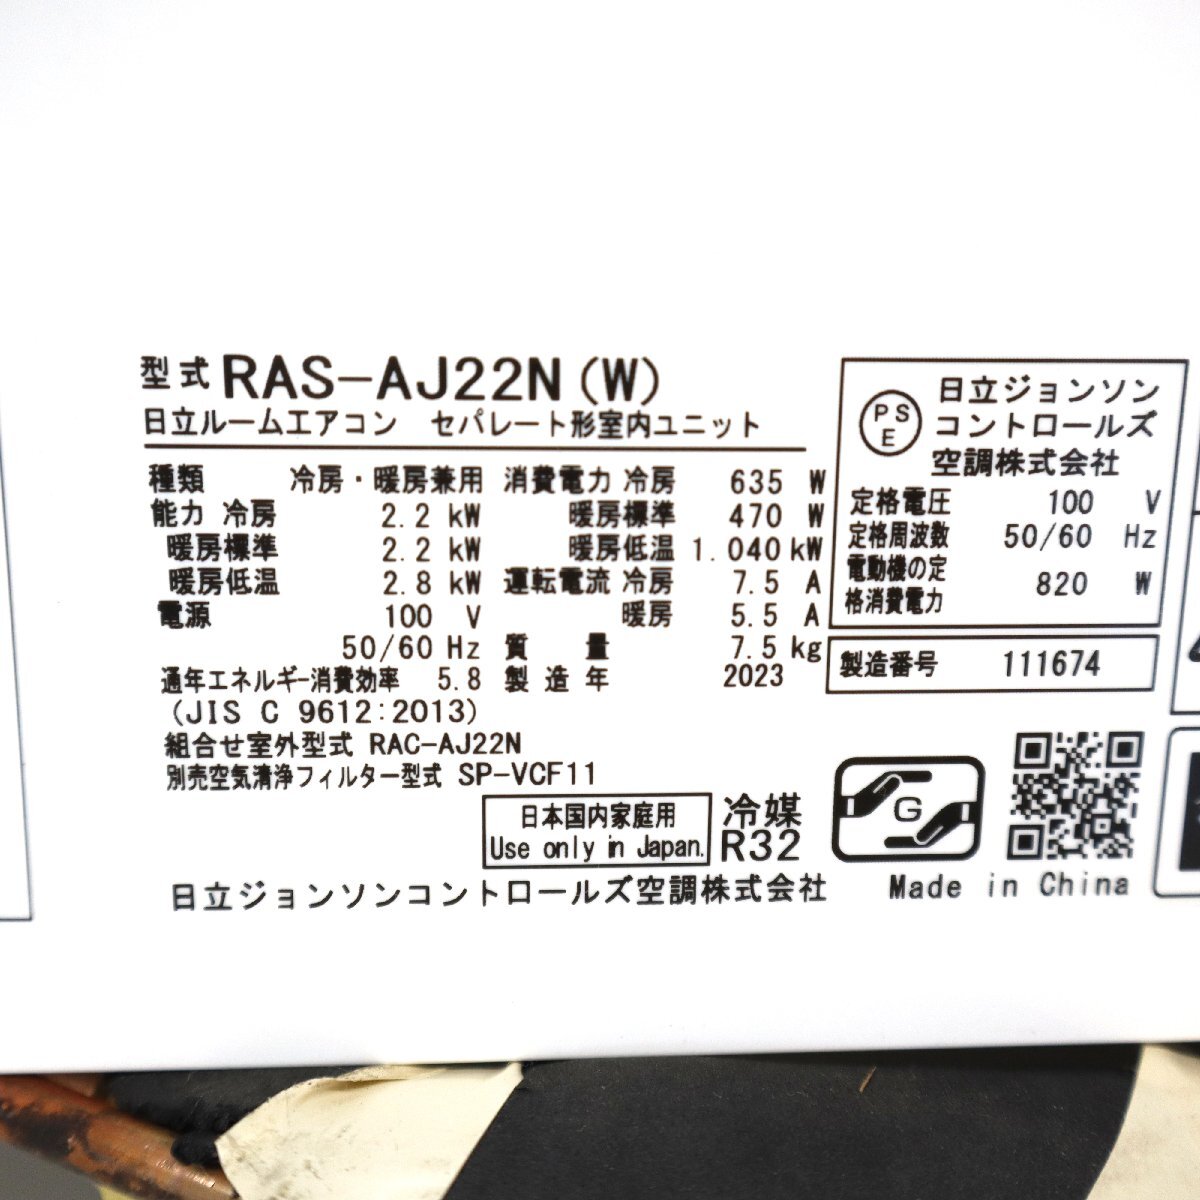 型式 RAS-AJ22N(W)
日立ルームエアコン セパレート形室内ユニット
種類 冷房・暖房兼用
能力 冷房 2.2 kW
暖房標準 2.2 kW
暖房低温 2.8 kW
電源 100 V
50/60 Hz
通年エネルギー消費効率 5.8
(JIS C 9612:2013)
組合せ室外型式 RAC-AJ22N
別売空気清浄フィルター型式 SP-VCF11
消費電力 冷房 635 W
暖房標準 470 W
暖房低温 1.040 kW
運転電流 冷房 7.5 A
暖房 5.5 A
質量 7.5 kg
製造年 2023
日本国内家庭用
Use only in Japan.
冷媒
R32
日立ジョンソンコントロールズ空調株式会社
PS
E
日立ジョンソン
コントロールズ
空調株式会社
定格電圧 100 V
定格周波数 50/60 Hz
電動機の定
格消費電力 820 W
製造番号 111674
G
Made in China